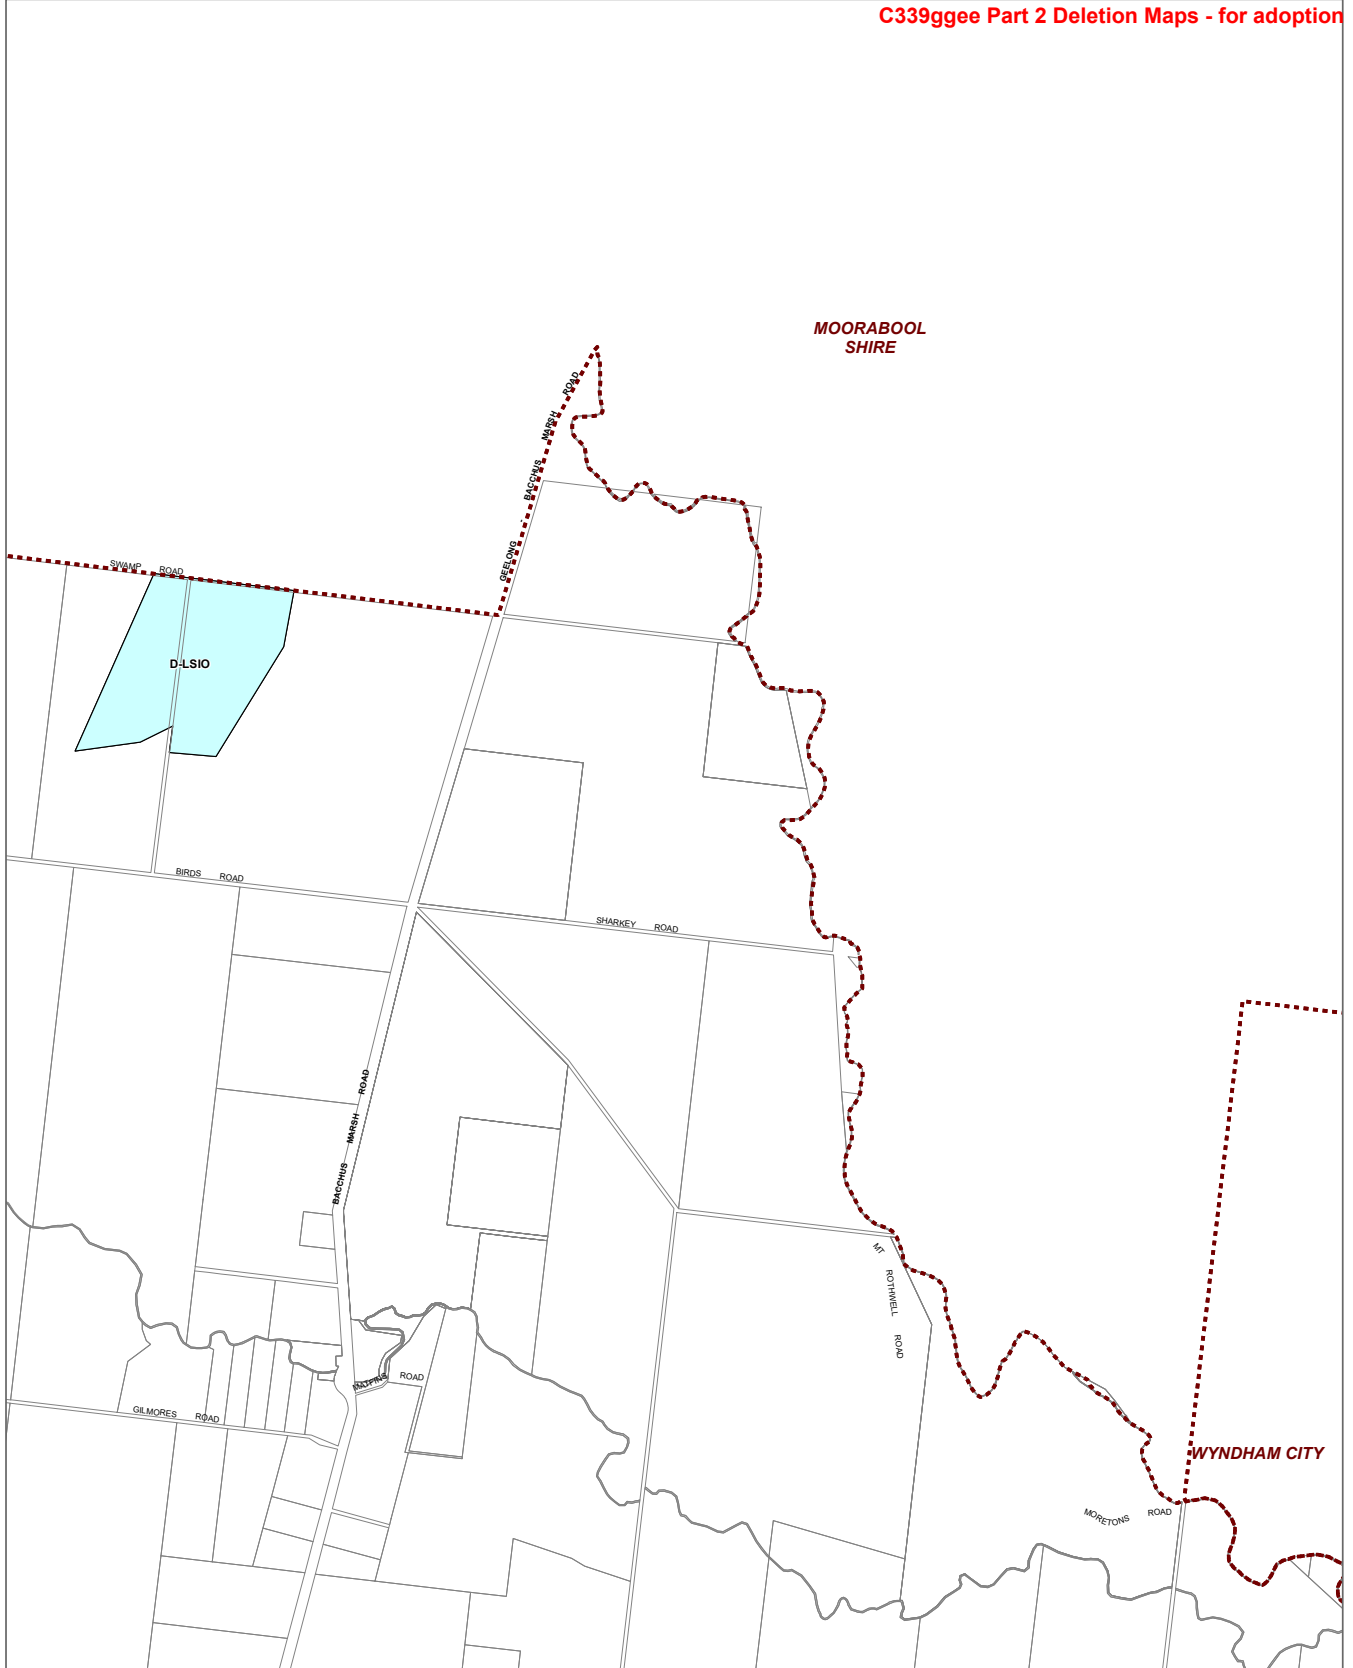 C339ggee Part 2 Deletion Maps - for adoption
MOORABOOL
SHIRE
GEELONG - BACCHUS MARSH ROAD
SWAMP ROAD
D-LSIO
BIRDS ROAD
SHARKEY ROAD
BACCHUS MARSH ROAD
MT ROTHWELL ROAD
MATPINS ROAD
GILMORES ROAD
WYNDHAM CITY
MORETONS ROAD